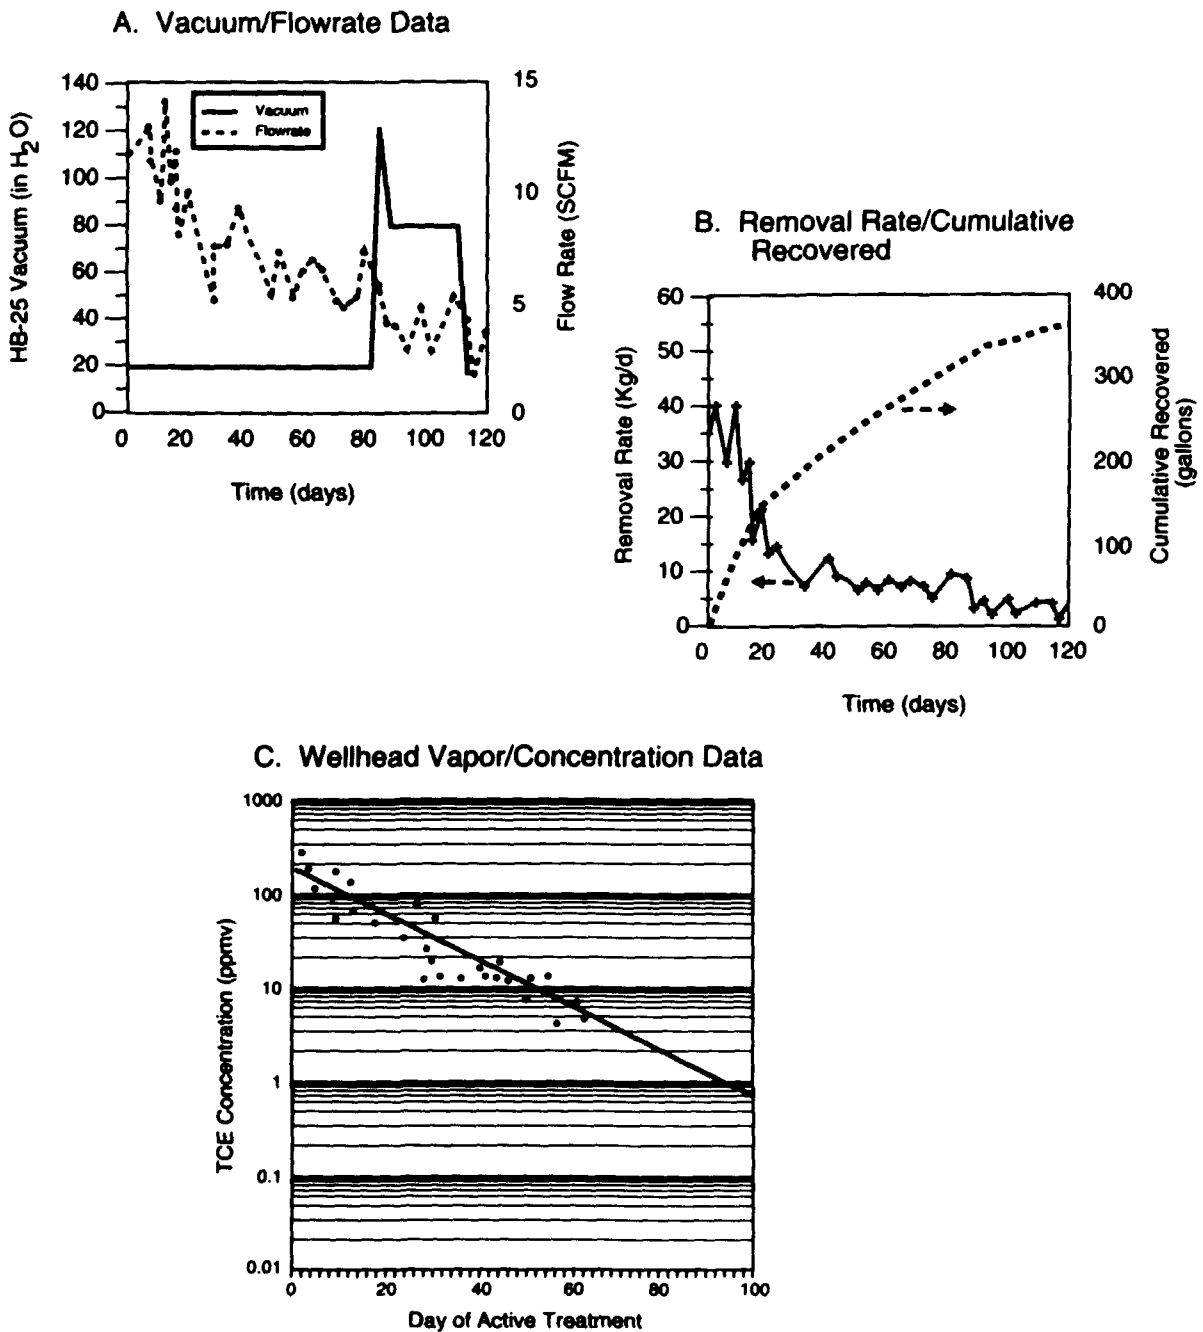 A. Vacuum/Flowrate Data
140
120
100
80
60
40
20
0
HB-25 Vacuum (in H2O)
Vacuum
Flowrate
15
10
5
0
Flow Rate (SCFM)
0 20 40 60 80 100 120
Time (days)
B. Removal Rate/Cumulative
Recovered
60
50
40
30
20
10
0
Removal Rate (Kg/d)
400
300
200
100
0
Cumulative Recovered
(gallons)
0 20 40 60 80 100 120
Time (days)
C. Wellhead Vapor/Concentration Data
1000
100
10
1
0.1
0.01
TCE Concentration (ppmv)
0 20 40 60 80 100
Day of Active Treatment